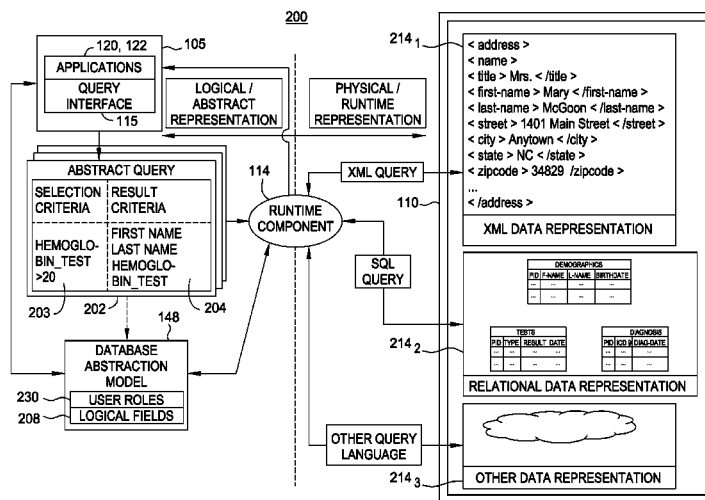 200
120, 122
105
APPLICATIONS
QUERY
INTERFACE
115
LOGICAL /
ABSTRACT
REPRESENTATION
PHYSICAL /
RUNTIME
REPRESENTATION
ABSTRACT QUERY
SELECTION
CRITERIA
RESULT
CRITERIA
HEMOGLO-
BIN_TEST
>20
FIRST NAME
LAST NAME
HEMOGLO-
BIN_TEST
203
202
204
114
RUNTIME
COMPONENT
XML QUERY
SQL
QUERY
OTHER QUERY
LANGUAGE
148
DATABASE
ABSTRACTION
MODEL
230
USER ROLES
208
LOGICAL FIELDS
110
214 1
< address >
< name >
< title > Mrs. < /title >
< first-name > Mary < /first-name >
< last-name > McGoon < /last-name >
< street > 1401 Main Street < /street >
< city > Anytown < /city >
< state > NC < /state >
< zipcode > 34829 /zipcode >
...
< /address >
XML DATA REPRESENTATION
DEMOGRAPHICS
PID F-NAME L-NAME BIRTHDATE
... ... ... ...
... ... ... ...
TESTS
PID TYPE RESULT DATE
... ... ... ...
... ... ... ...
DIAGNOSIS
PID ICD 9 DIAG-DATE
... ... ...
... ... ...
214 2
RELATIONAL DATA REPRESENTATION
214 3
OTHER DATA REPRESENTATION